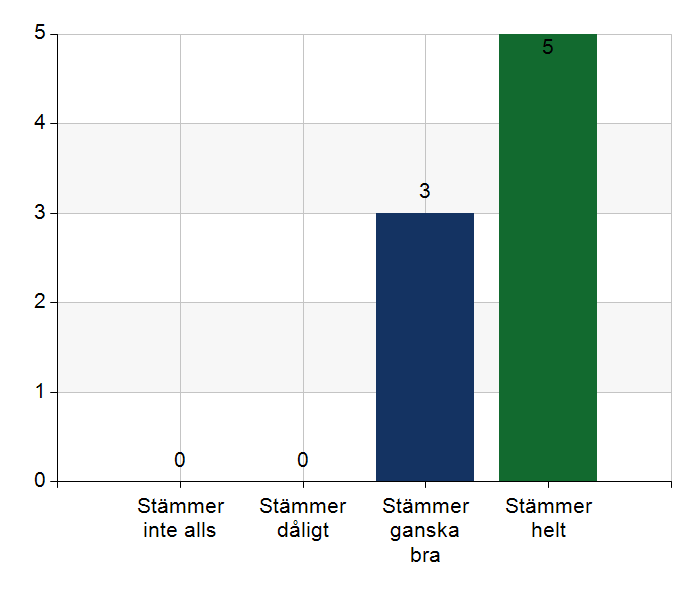 5
4
3
2
1
0
0
0
3
5
Stämmer
inte alls
Stämmer
dåligt
Stämmer
ganska
bra
Stämmer
helt